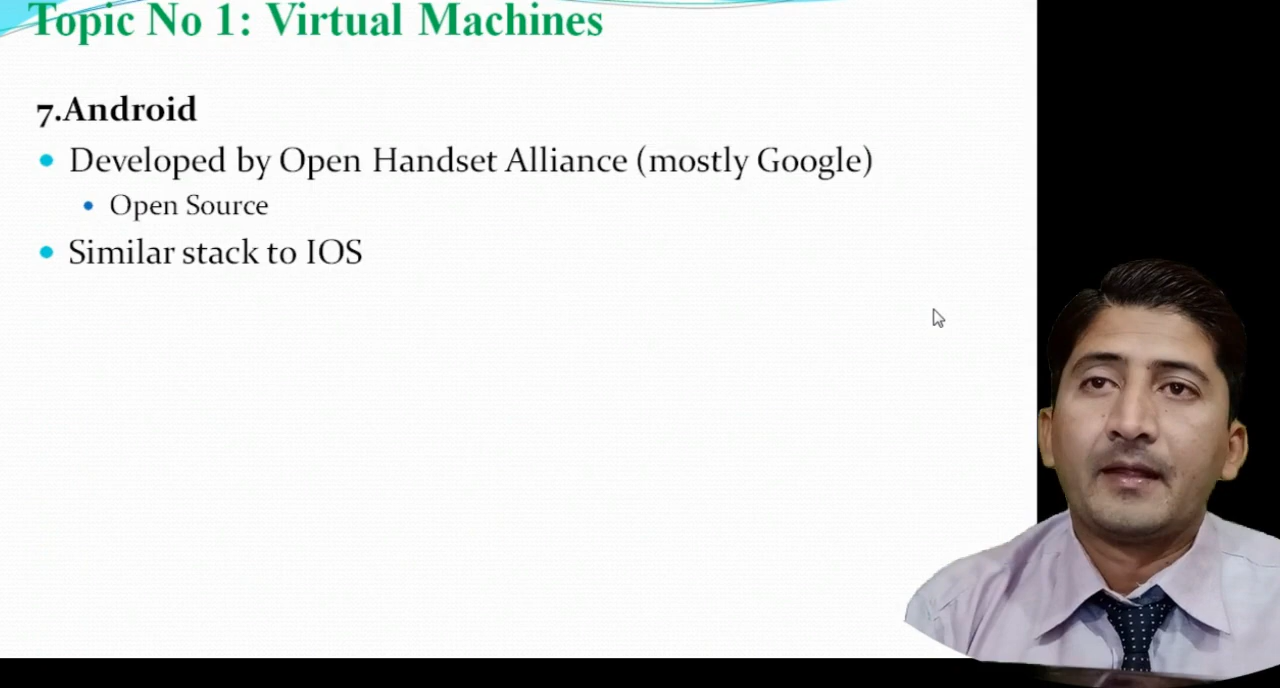 Topic No 1: Virtual Machines
7.Android
Developed by Open Handset Alliance (mostly Google)
Open Source
Similar stack to IOS